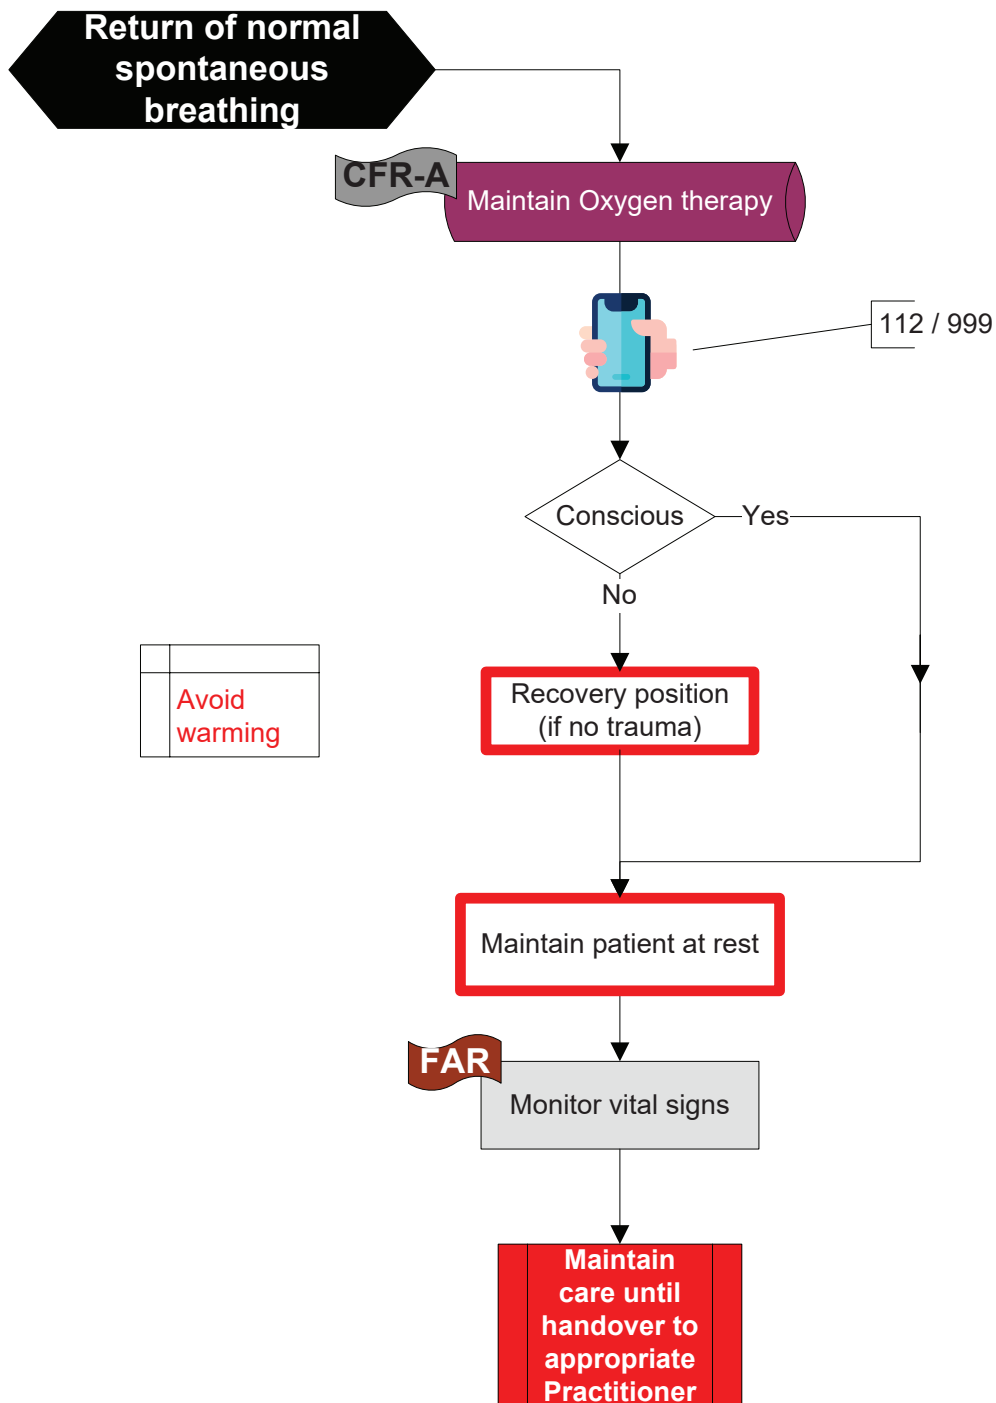 Return of normal
spontaneous
breathing
CFR-A
Maintain Oxygen therapy
112 / 999
Conscious
Yes
No
Avoid
warming
Recovery position
(if no trauma)
Maintain patient at rest
FAR
Monitor vital signs
Maintain
care until
handover to
appropriate
Practitioner